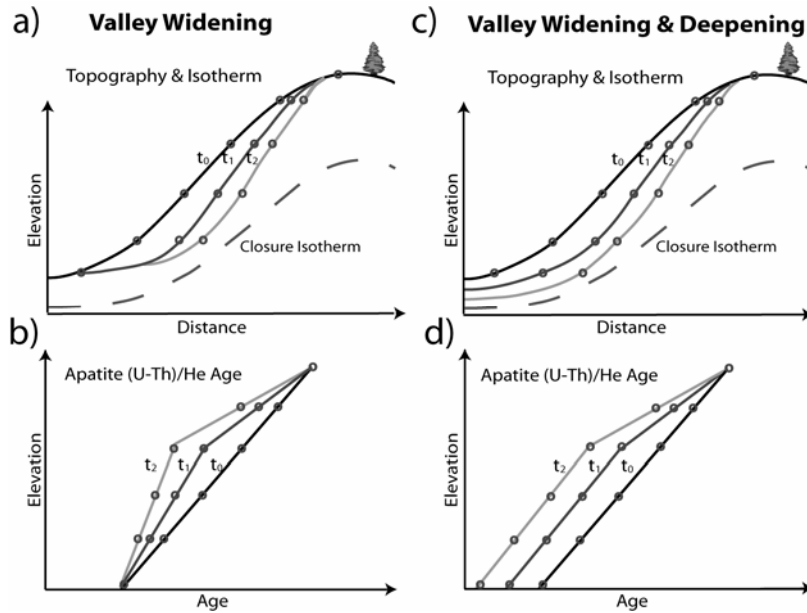 a)
Valley Widening
Topography & Isotherm
t0
t1
t2
Closure Isotherm
Elevation
Distance
b)
Apatite (U-Th)/He Age
t2
t1
t0
Elevation
Age
c)
Valley Widening & Deepening
Topography & Isotherm
t0
t1
t2
Closure Isotherm
Elevation
Distance
d)
Apatite (U-Th)/He Age
t2
t1
t0
Elevation
Age